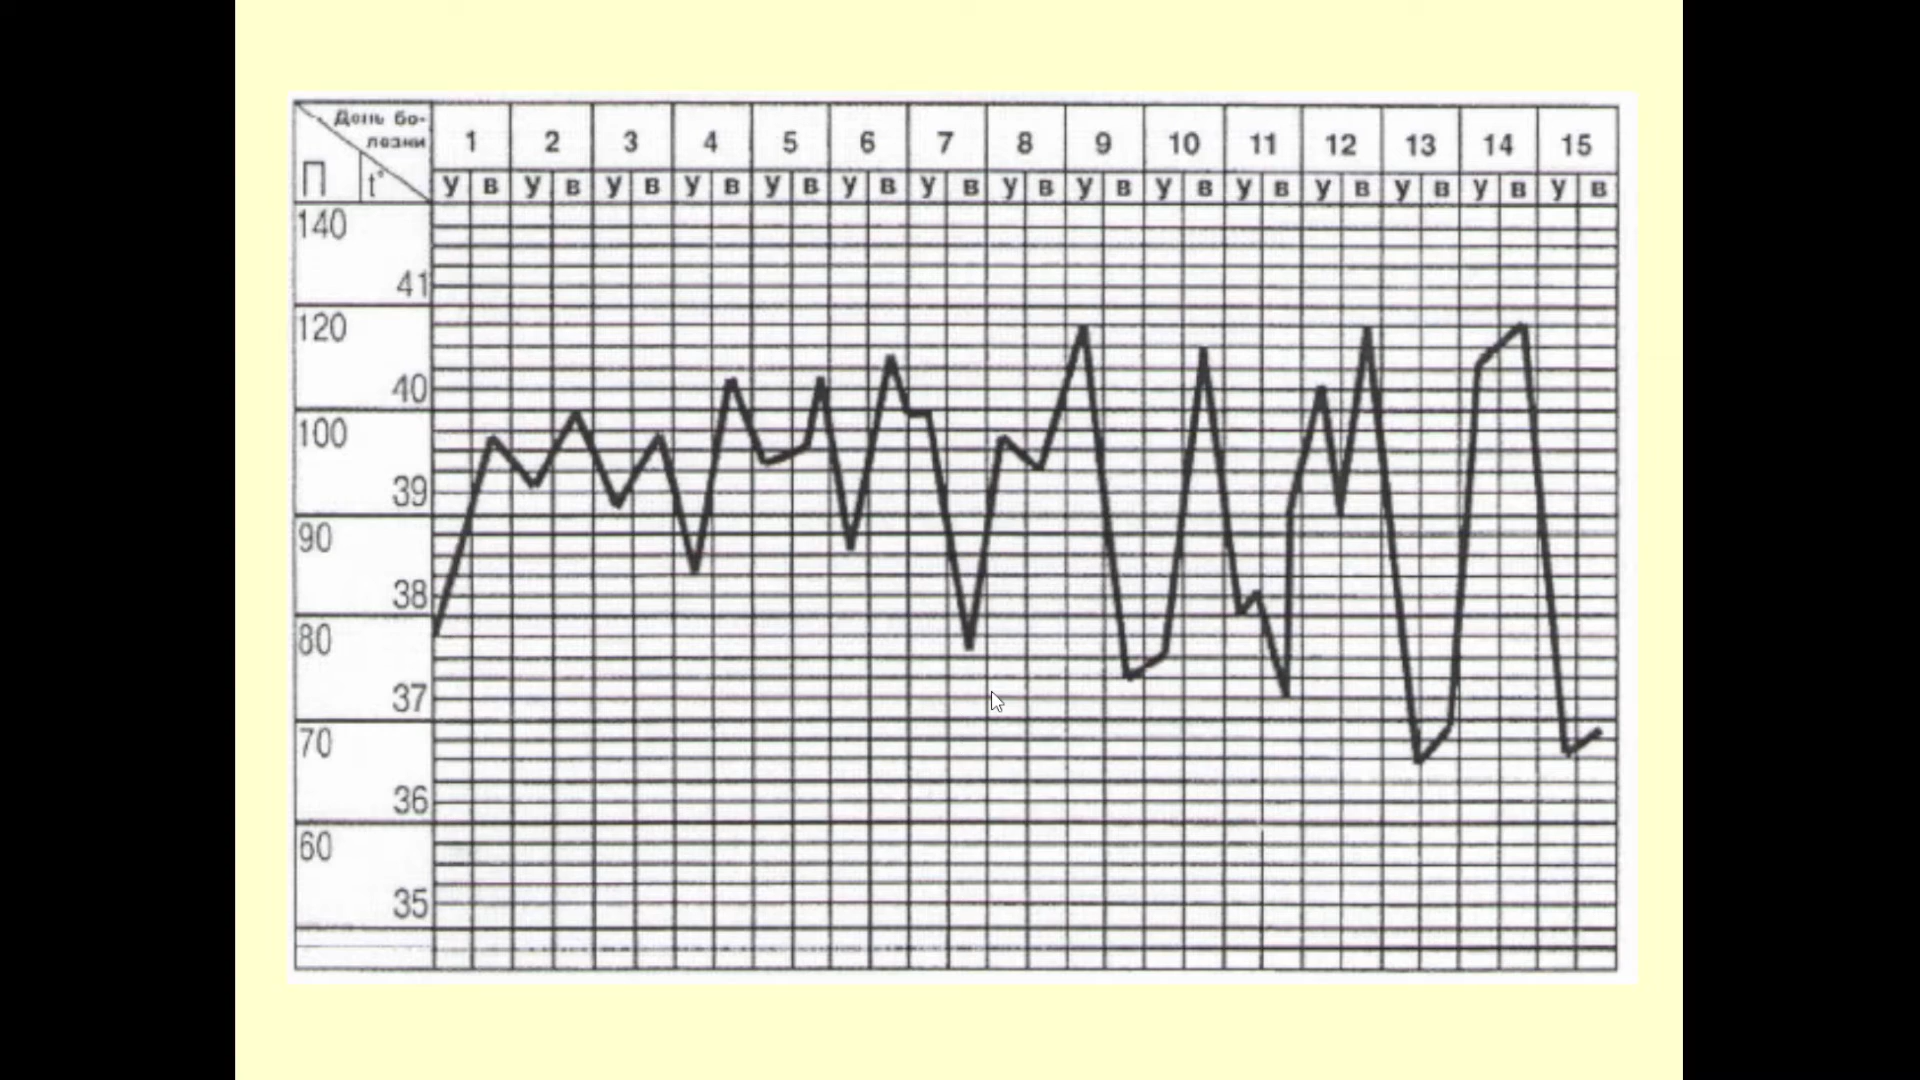 День бо-
лезни
П t°
1 2 3 4 5 6 7 8 9 10 11 12 13 14 15
у в у в у в у в у в у в у в у в у в у в у в у в у в у в у в
140
41
120
40
100
39
90
38
80
37
70
36
60
35